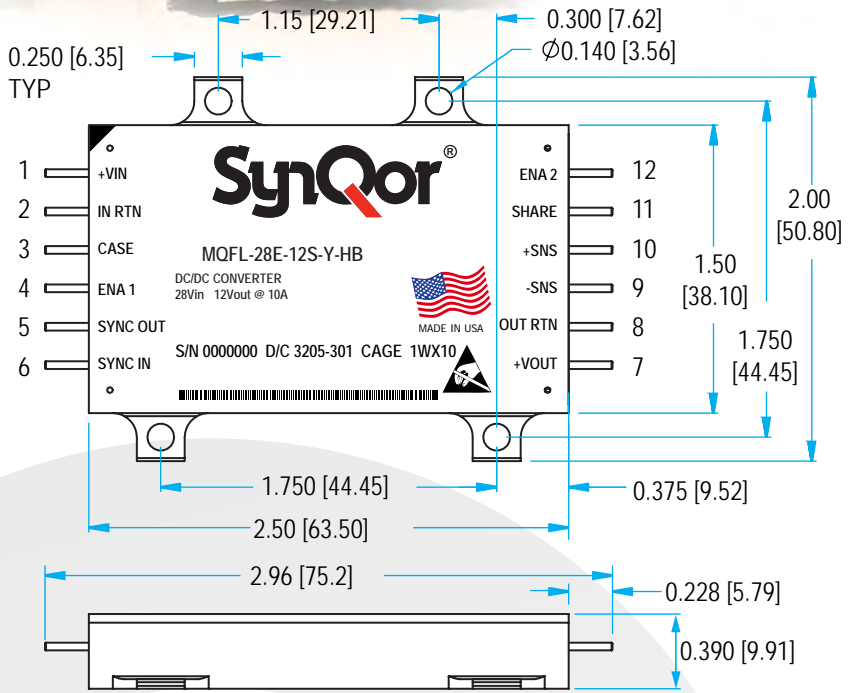 1.15 [29.21]
0.300 [7.62]
0.250 [6.35]
TYP
∅0.140 [3.56]
SynQor®
1 +VIN
2 IN RTN
3 CASE
4 ENA 1
5 SYNC OUT
6 SYNC IN
ENA 2 12
SHARE 11
+SNS 10
-SNS 9
OUT RTN 8
+VOUT 7
MQFL-28E-12S-Y-HB
DC/DC CONVERTER
28Vin 12Vout @ 10A
MADE IN USA
S/N 0000000 D/C 3205-301 CAGE 1WX10
2.00
[50.80]
1.50
[38.10]
1.750
[44.45]
1.750 [44.45]
0.375 [9.52]
2.50 [63.50]
2.96 [75.2]
0.228 [5.79]
0.390 [9.91]